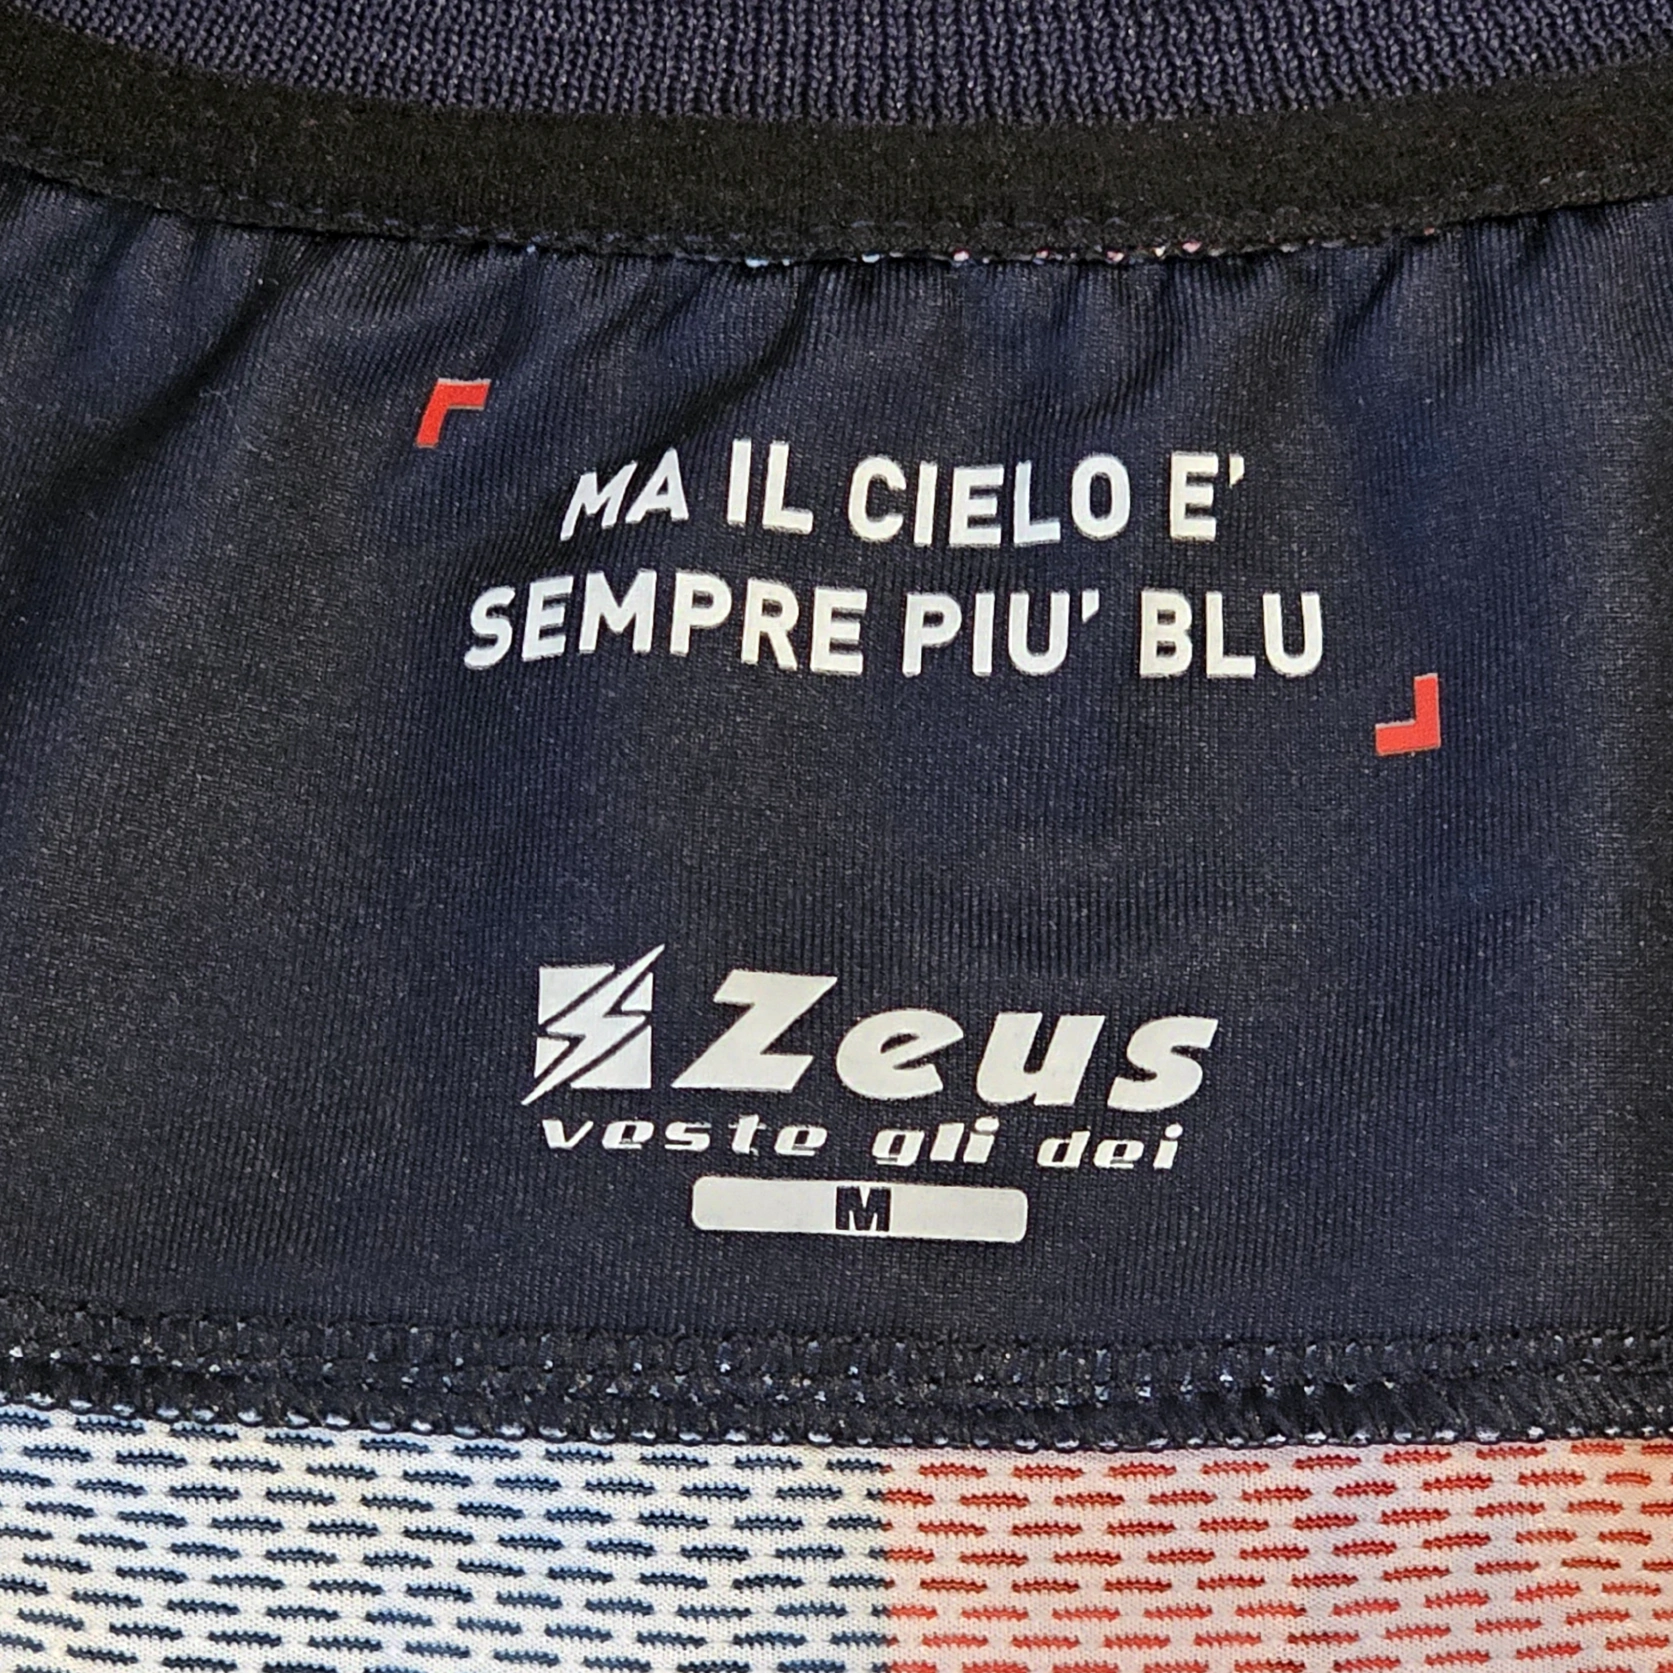 MA IL CIELO E'
SEMPRE PIU' BLU
Zeus
veste gli dei
M